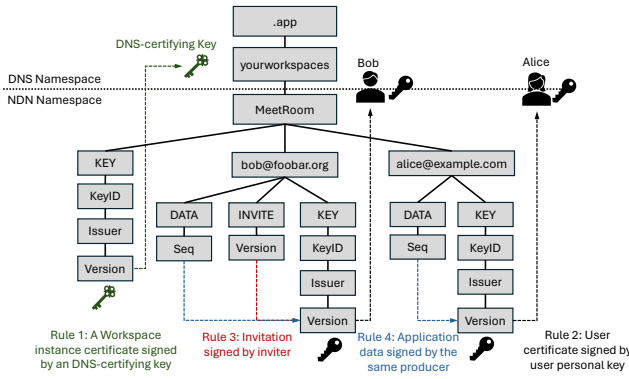 .app
DNS-certifying Key
yourworkspaces
Bob
Alice
DNS Namespace
NDN Namespace
MeetRoom
KEY
bob@foobar.org
alice@example.com
KeyID
DATA
INVITE
KEY
DATA
KEY
Issuer
Seq
Version
KeyID
Seq
KeyID
Version
Issuer
Issuer
Version
Version
Rule 1: A Workspace
instance certificate signed
by an DNS-certifying key
Rule 3: Invitation
signed by inviter
Rule 4: Application
data signed by the
same producer
Rule 2: User
certificate signed by
user personal key